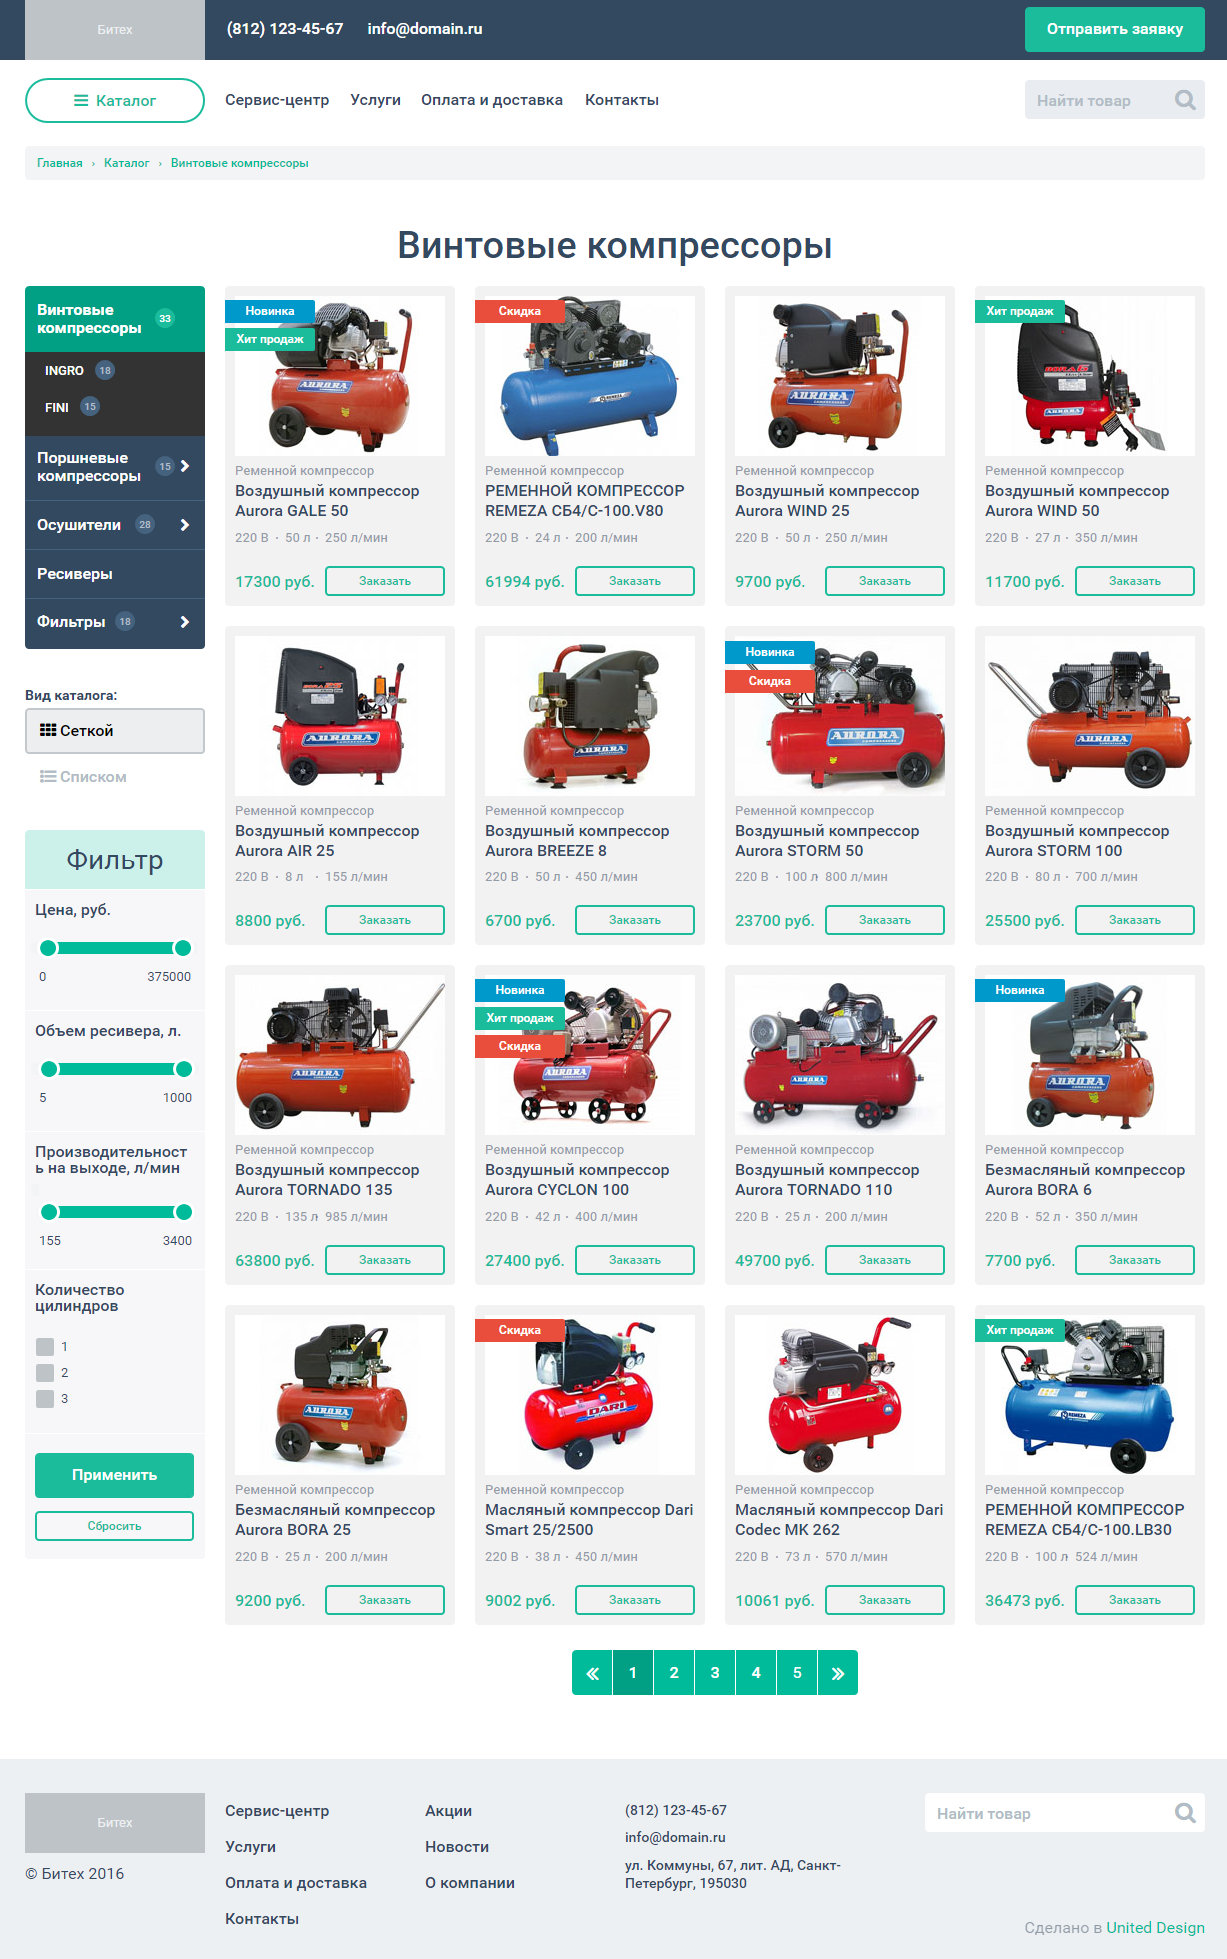 Битех
(812) 123-45-67
info@domain.ru
Отправить заявку
Каталог
Сервис-центр
Услуги
Оплата и доставка
Контакты
Найти товар
Главная › Каталог › Винтовые компрессоры
Винтовые компрессоры
Винтовые
компрессоры
33
INGRO 18
FINI 15
Поршневые
компрессоры
15
Осушители 28
Ресиверы
Фильтры 18
Вид каталога:
Сеткой
Списком
Фильтр
Цена, руб.
0 375000
Объем ресивера, л.
5 1000
Производительност
ь на выходе, л/мин
155 3400
Количество
цилиндров
1
2
3
Применить
Сбросить
Новинка
Хит продаж
AURORA
Ременной компрессор
Воздушный компрессор
Aurora GALE 50
220 В · 50 л · 250 л/мин
17300 руб.
Заказать
Скидка
REMEZA
Ременной компрессор
РЕМЕННОЙ КОМПРЕССОР
REMEZA СБ4/С-100.V80
220 В · 24 л · 200 л/мин
61994 руб.
Заказать
AURORA
Ременной компрессор
Воздушный компрессор
Aurora WIND 25
220 В · 50 л · 250 л/мин
9700 руб.
Заказать
Хит продаж
AURORA
Ременной компрессор
Воздушный компрессор
Aurora WIND 50
220 В · 27 л · 350 л/мин
11700 руб.
Заказать
AURORA
Ременной компрессор
Воздушный компрессор
Aurora AIR 25
220 В · 8 л · 155 л/мин
8800 руб.
Заказать
AURORA
Ременной компрессор
Воздушный компрессор
Aurora BREEZE 8
220 В · 50 л · 450 л/мин
6700 руб.
Заказать
Новинка
Скидка
AURORA
Ременной компрессор
Воздушный компрессор
Aurora STORM 50
220 В · 100 л · 800 л/мин
23700 руб.
Заказать
AURORA
Ременной компрессор
Воздушный компрессор
Aurora STORM 100
220 В · 80 л · 700 л/мин
25500 руб.
Заказать
AURORA
Ременной компрессор
Воздушный компрессор
Aurora TORNADO 135
220 В · 135 л · 985 л/мин
63800 руб.
Заказать
Новинка
Хит продаж
Скидка
AURORA
Ременной компрессор
Воздушный компрессор
Aurora CYCLON 100
220 В · 42 л · 400 л/мин
27400 руб.
Заказать
AURORA
Ременной компрессор
Воздушный компрессор
Aurora TORNADO 110
220 В · 25 л · 200 л/мин
49700 руб.
Заказать
Новинка
AURORA
Ременной компрессор
Безмасляный компрессор
Aurora BORA 6
220 В · 52 л · 350 л/мин
7700 руб.
Заказать
AURORA
Ременной компрессор
Безмасляный компрессор
Aurora BORA 25
220 В · 25 л · 200 л/мин
9200 руб.
Заказать
Скидка
DARI
Ременной компрессор
Масляный компрессор Dari
Smart 25/2500
220 В · 38 л · 450 л/мин
9002 руб.
Заказать
Ременной компрессор
Масляный компрессор Dari
Codec МК 262
220 В · 73 л · 570 л/мин
10061 руб.
Заказать
Хит продаж
REMEZA
Ременной компрессор
РЕМЕННОЙ КОМПРЕССОР
REMEZA СБ4/С-100.LB30
220 В · 100 л · 524 л/мин
36473 руб.
Заказать
« 1 2 3 4 5 »
Битех
© Битех 2016
Сервис-центр
Услуги
Оплата и доставка
Контакты
Акции
Новости
О компании
(812) 123-45-67
info@domain.ru
ул. Коммуны, 67, лит. АД, Санкт-
Петербург, 195030
Найти товар
Сделано в United Design